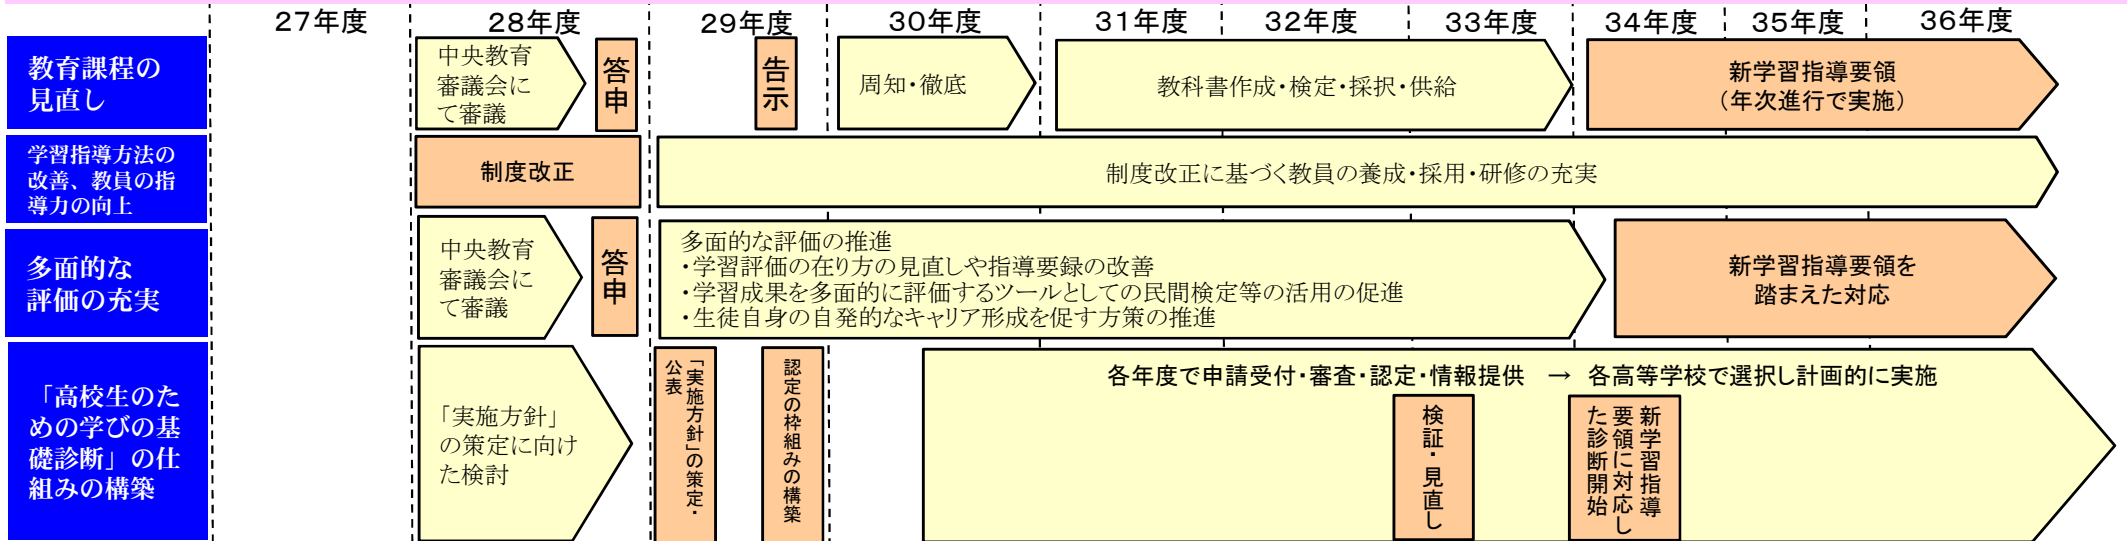 27年度 28年度 29年度 30年度 31年度 32年度 33年度 34年度 35年度 36年度
教育課程の
見直し
中央教育
審議会に
て審議
答申
告示
周知・徹底
教科書作成・検定・採択・供給
新学習指導要領
(年次進行で実施)
学習指導方法の
改善、教員の指
導力の向上
制度改正
制度改正に基づく教員の養成・採用・研修の充実
多面的な
評価の充実
中央教育
審議会に
て審議
答申
多面的な評価の推進
・学習評価の在り方の見直しや指導要録の改善
・学習成果を多面的に評価するツールとしての民間検定等の活用の促進
・生徒自身の自発的なキャリア形成を促す方策の推進
新学習指導要領を
踏まえた対応
「高校生のた
めの学びの基
礎診断」の仕
組みの構築
「実施方針」
の策定に向け
た検討
「実施方針」の策定・
公表
認定の枠組みの構築
各年度で申請受付・審査・認定・情報提供 → 各高等学校で選択し計画的に実施
検証・見直し
新学習指導
要領に対応し
た診断開始